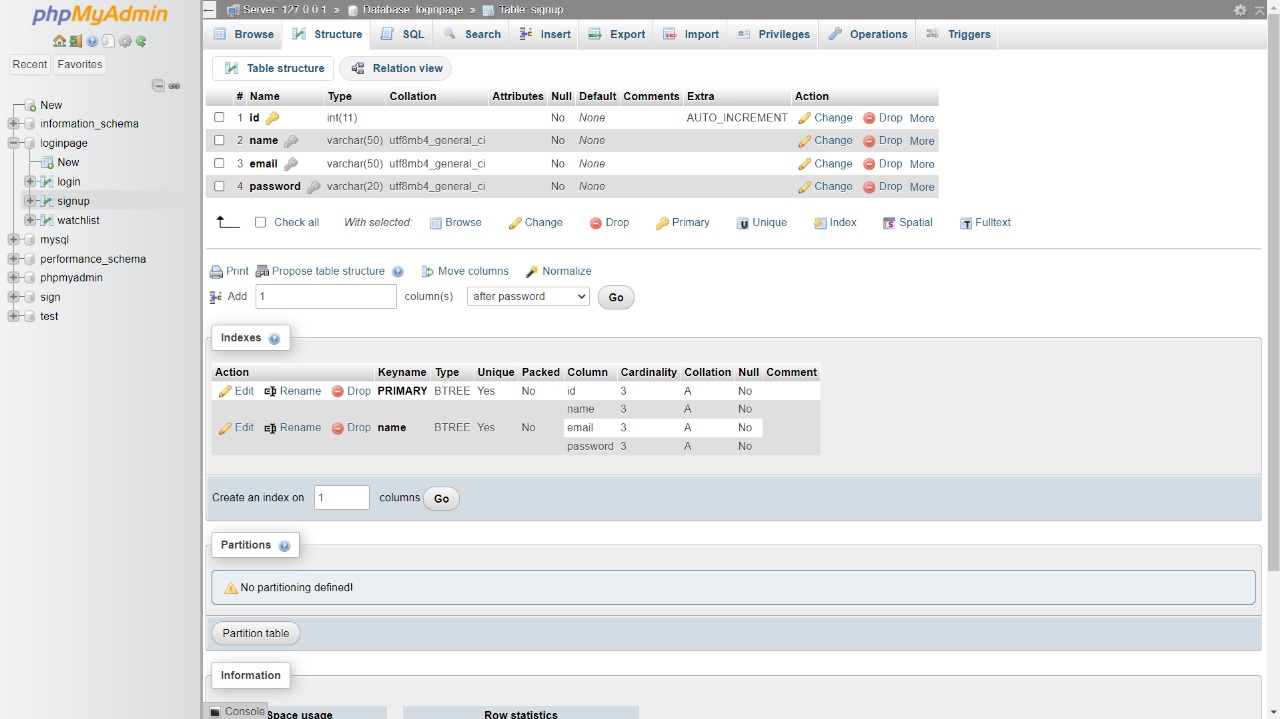 phpMyAdmin
Recent Favorites
New
information_schema
loginpage
New
login
signup
watchlist
mysql
performance_schema
phpmyadmin
sign
test
Server: 127.0.0.1 » Database: loginpage » Table: signup
Browse Structure SQL Search Insert Export Import Privileges Operations Triggers
Table structure Relation view
# Name Type Collation Attributes Null Default Comments Extra Action
1 id int(11) No None AUTO_INCREMENT Change Drop More
2 name varchar(50) utf8mb4_general_ci No None Change Drop More
3 email varchar(50) utf8mb4_general_ci No None Change Drop More
4 password varchar(20) utf8mb4_general_ci No None Change Drop More
Check all With selected: Browse Change Drop Primary Unique Index Spatial Fulltext
Print Propose table structure Move columns Normalize
Add 1 column(s) after password Go
Indexes
Action Keyname Type Unique Packed Column Cardinality Collation Null Comment
Edit Rename Drop PRIMARY BTREE Yes No id 3 A No
name 3 A No
Edit Rename Drop name BTREE Yes No email 3 A No
password 3 A No
Create an index on 1 columns Go
Partitions
No partitioning defined!
Partition table
Information
Console Space usage Row statistics